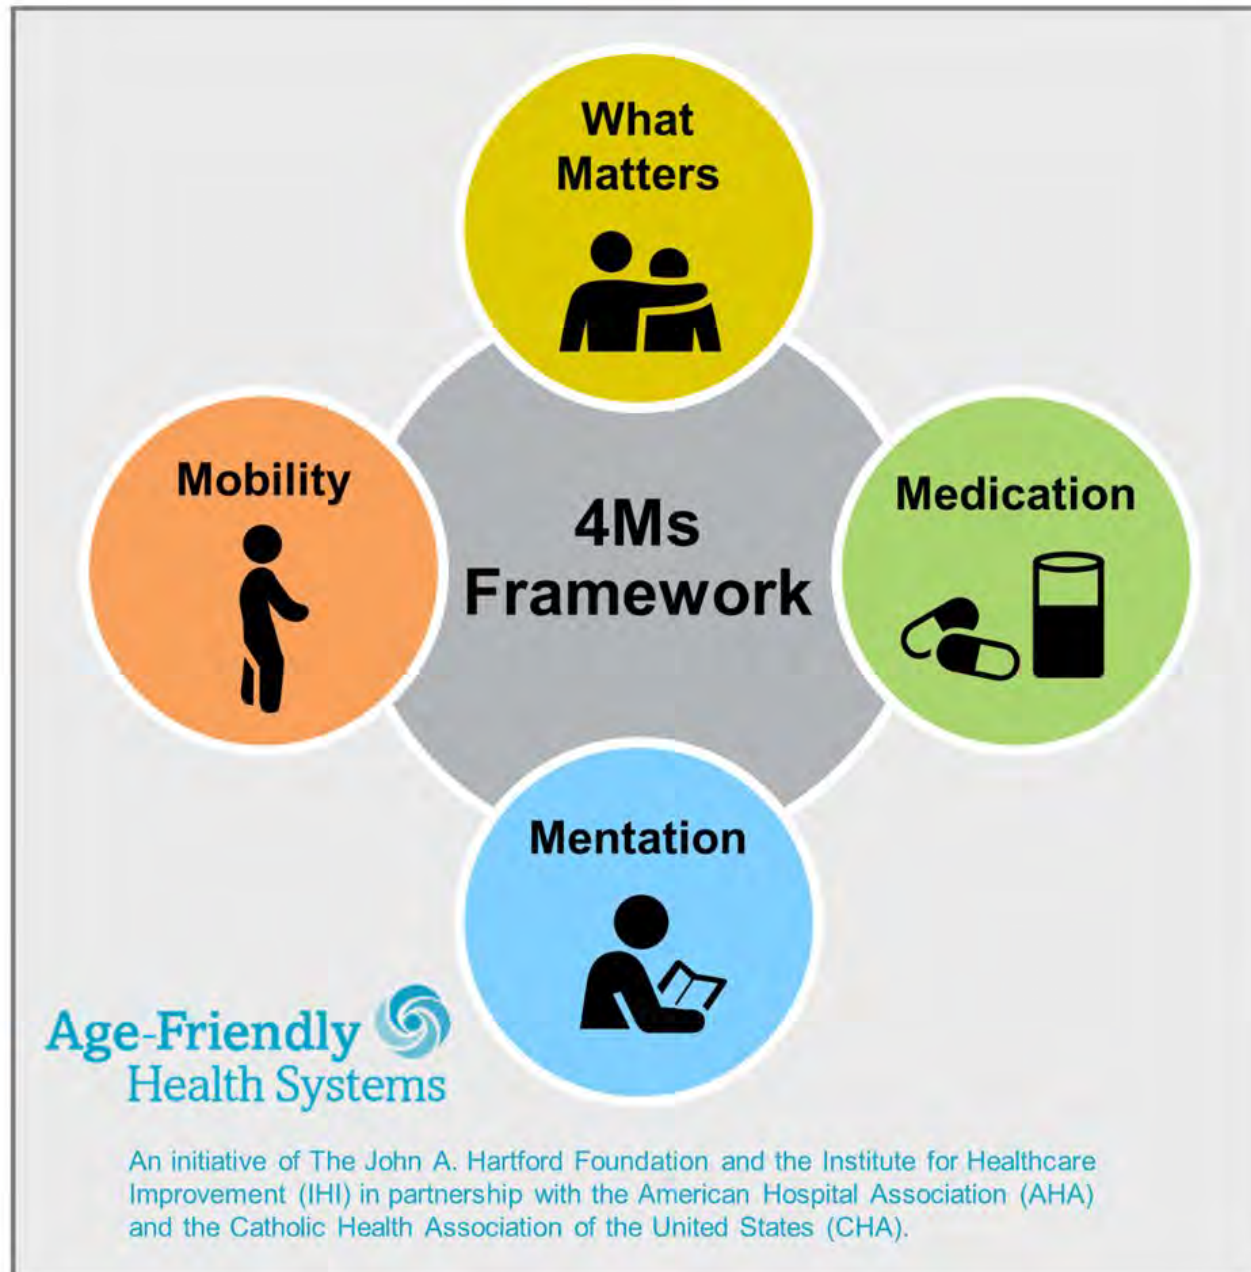 What
Matters
Mobility
4Ms
Framework
Medication
Mentation
Age-Friendly
Health Systems
An initiative of The John A. Hartford Foundation and the Institute for Healthcare
Improvement (IHI) in partnership with the American Hospital Association (AHA)
and the Catholic Health Association of the United States (CHA).